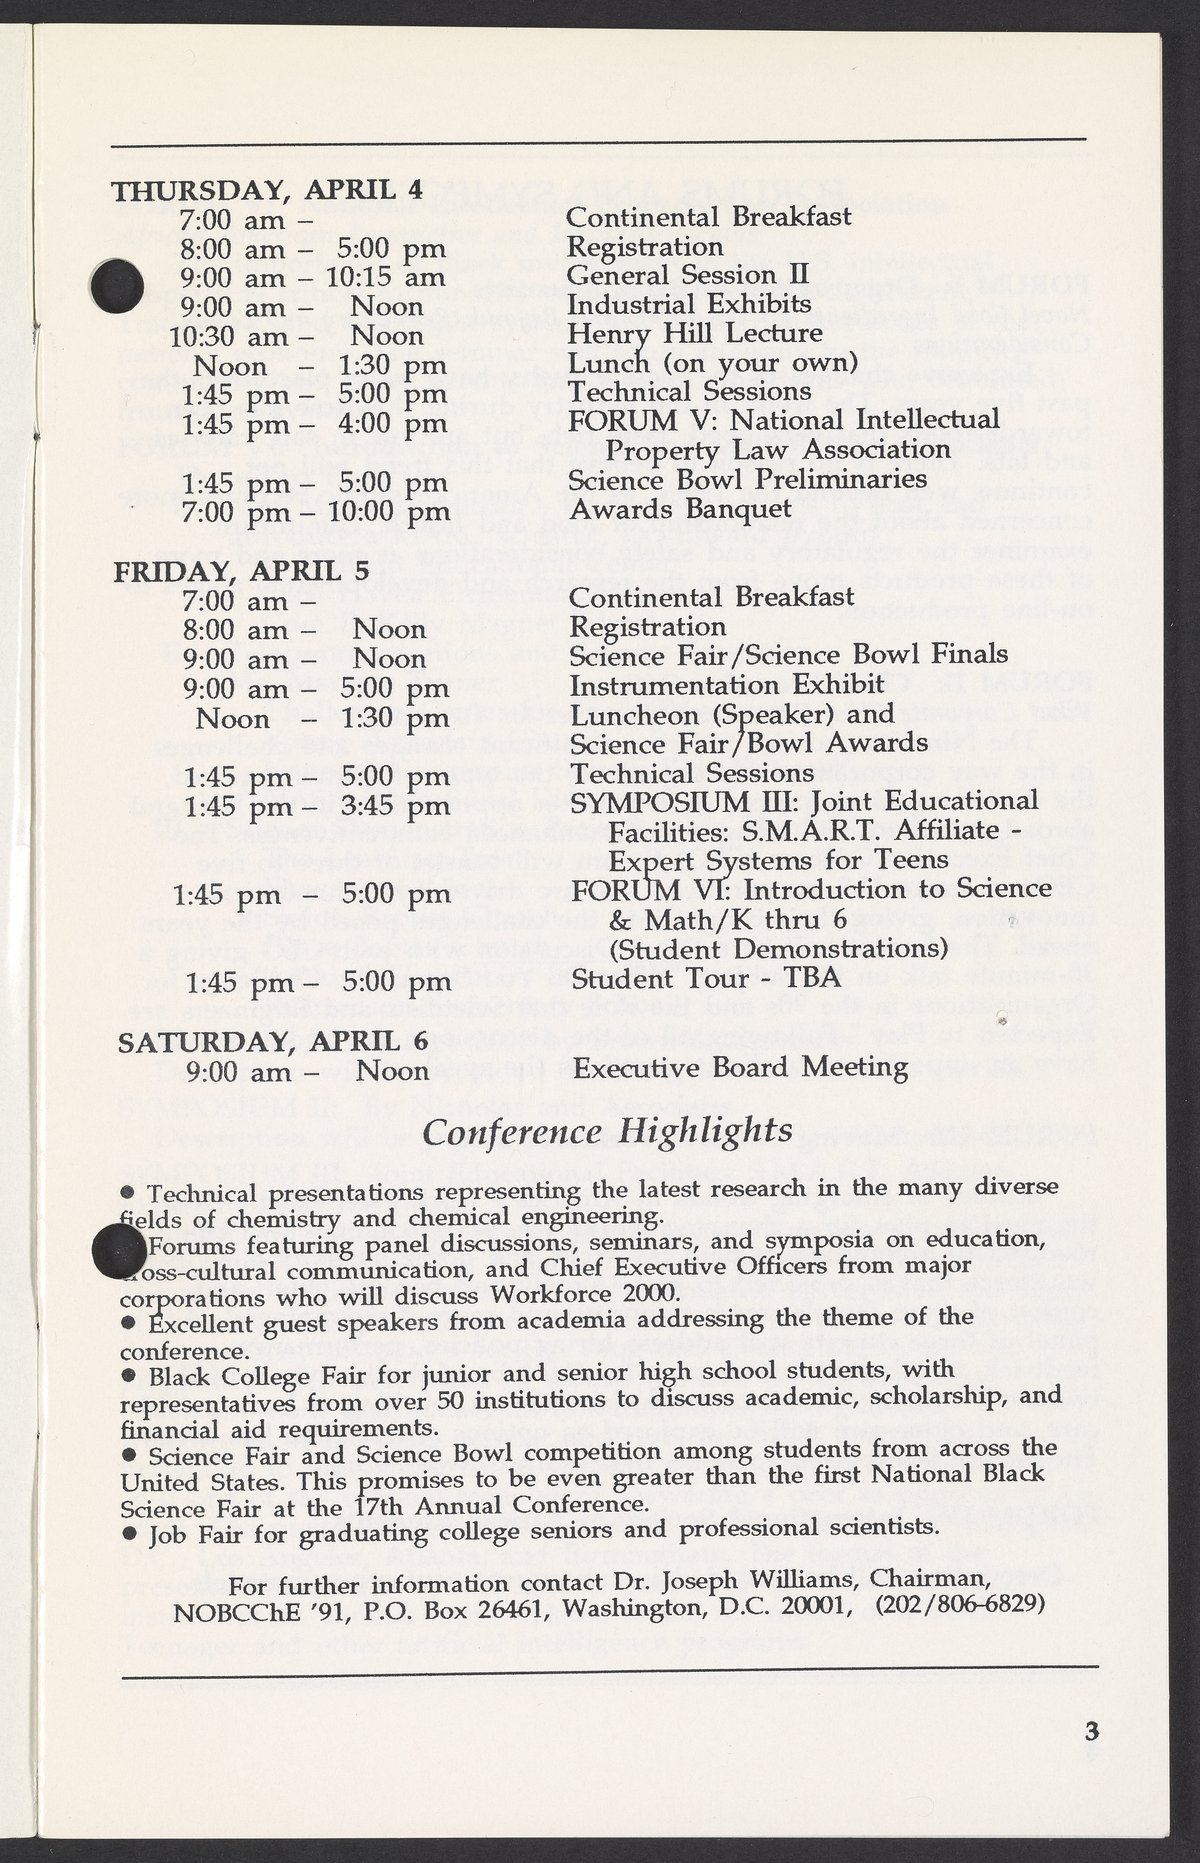 THURSDAY, APRIL 4
7:00 am – Continental Breakfast
8:00 am – 5:00 pm Registration
9:00 am – 10:15 am General Session II
9:00 am – Noon Industrial Exhibits
10:30 am – Noon Henry Hill Lecture
Noon – 1:30 pm Lunch (on your own)
1:45 pm – 5:00 pm Technical Sessions
1:45 pm – 4:00 pm FORUM V: National Intellectual
Property Law Association
1:45 pm – 5:00 pm Science Bowl Preliminaries
7:00 pm – 10:00 pm Awards Banquet
FRIDAY, APRIL 5
7:00 am – Continental Breakfast
8:00 am – Noon Registration
9:00 am – Noon Science Fair/Science Bowl Finals
9:00 am – 5:00 pm Instrumentation Exhibit
Noon – 1:30 pm Luncheon (Speaker) and
Science Fair/Bowl Awards
1:45 pm – 5:00 pm Technical Sessions
1:45 pm – 3:45 pm SYMPOSIUM III: Joint Educational
Facilities: S.M.A.R.T. Affiliate -
Expert Systems for Teens
1:45 pm – 5:00 pm FORUM VI: Introduction to Science
& Math/K thru 6
(Student Demonstrations)
1:45 pm – 5:00 pm Student Tour - TBA
SATURDAY, APRIL 6
9:00 am – Noon Executive Board Meeting
Conference Highlights
• Technical presentations representing the latest research in the many diverse
fields of chemistry and chemical engineering.
Forums featuring panel discussions, seminars, and symposia on education,
cross-cultural communication, and Chief Executive Officers from major
corporations who will discuss Workforce 2000.
• Excellent guest speakers from academia addressing the theme of the
conference.
• Black College Fair for junior and senior high school students, with
representatives from over 50 institutions to discuss academic, scholarship, and
financial aid requirements.
• Science Fair and Science Bowl competition among students from across the
United States. This promises to be even greater than the first National Black
Science Fair at the 17th Annual Conference.
• Job Fair for graduating college seniors and professional scientists.
For further information contact Dr. Joseph Williams, Chairman,
NOBCChE '91, P.O. Box 26461, Washington, D.C. 20001, (202/806-6829)
3